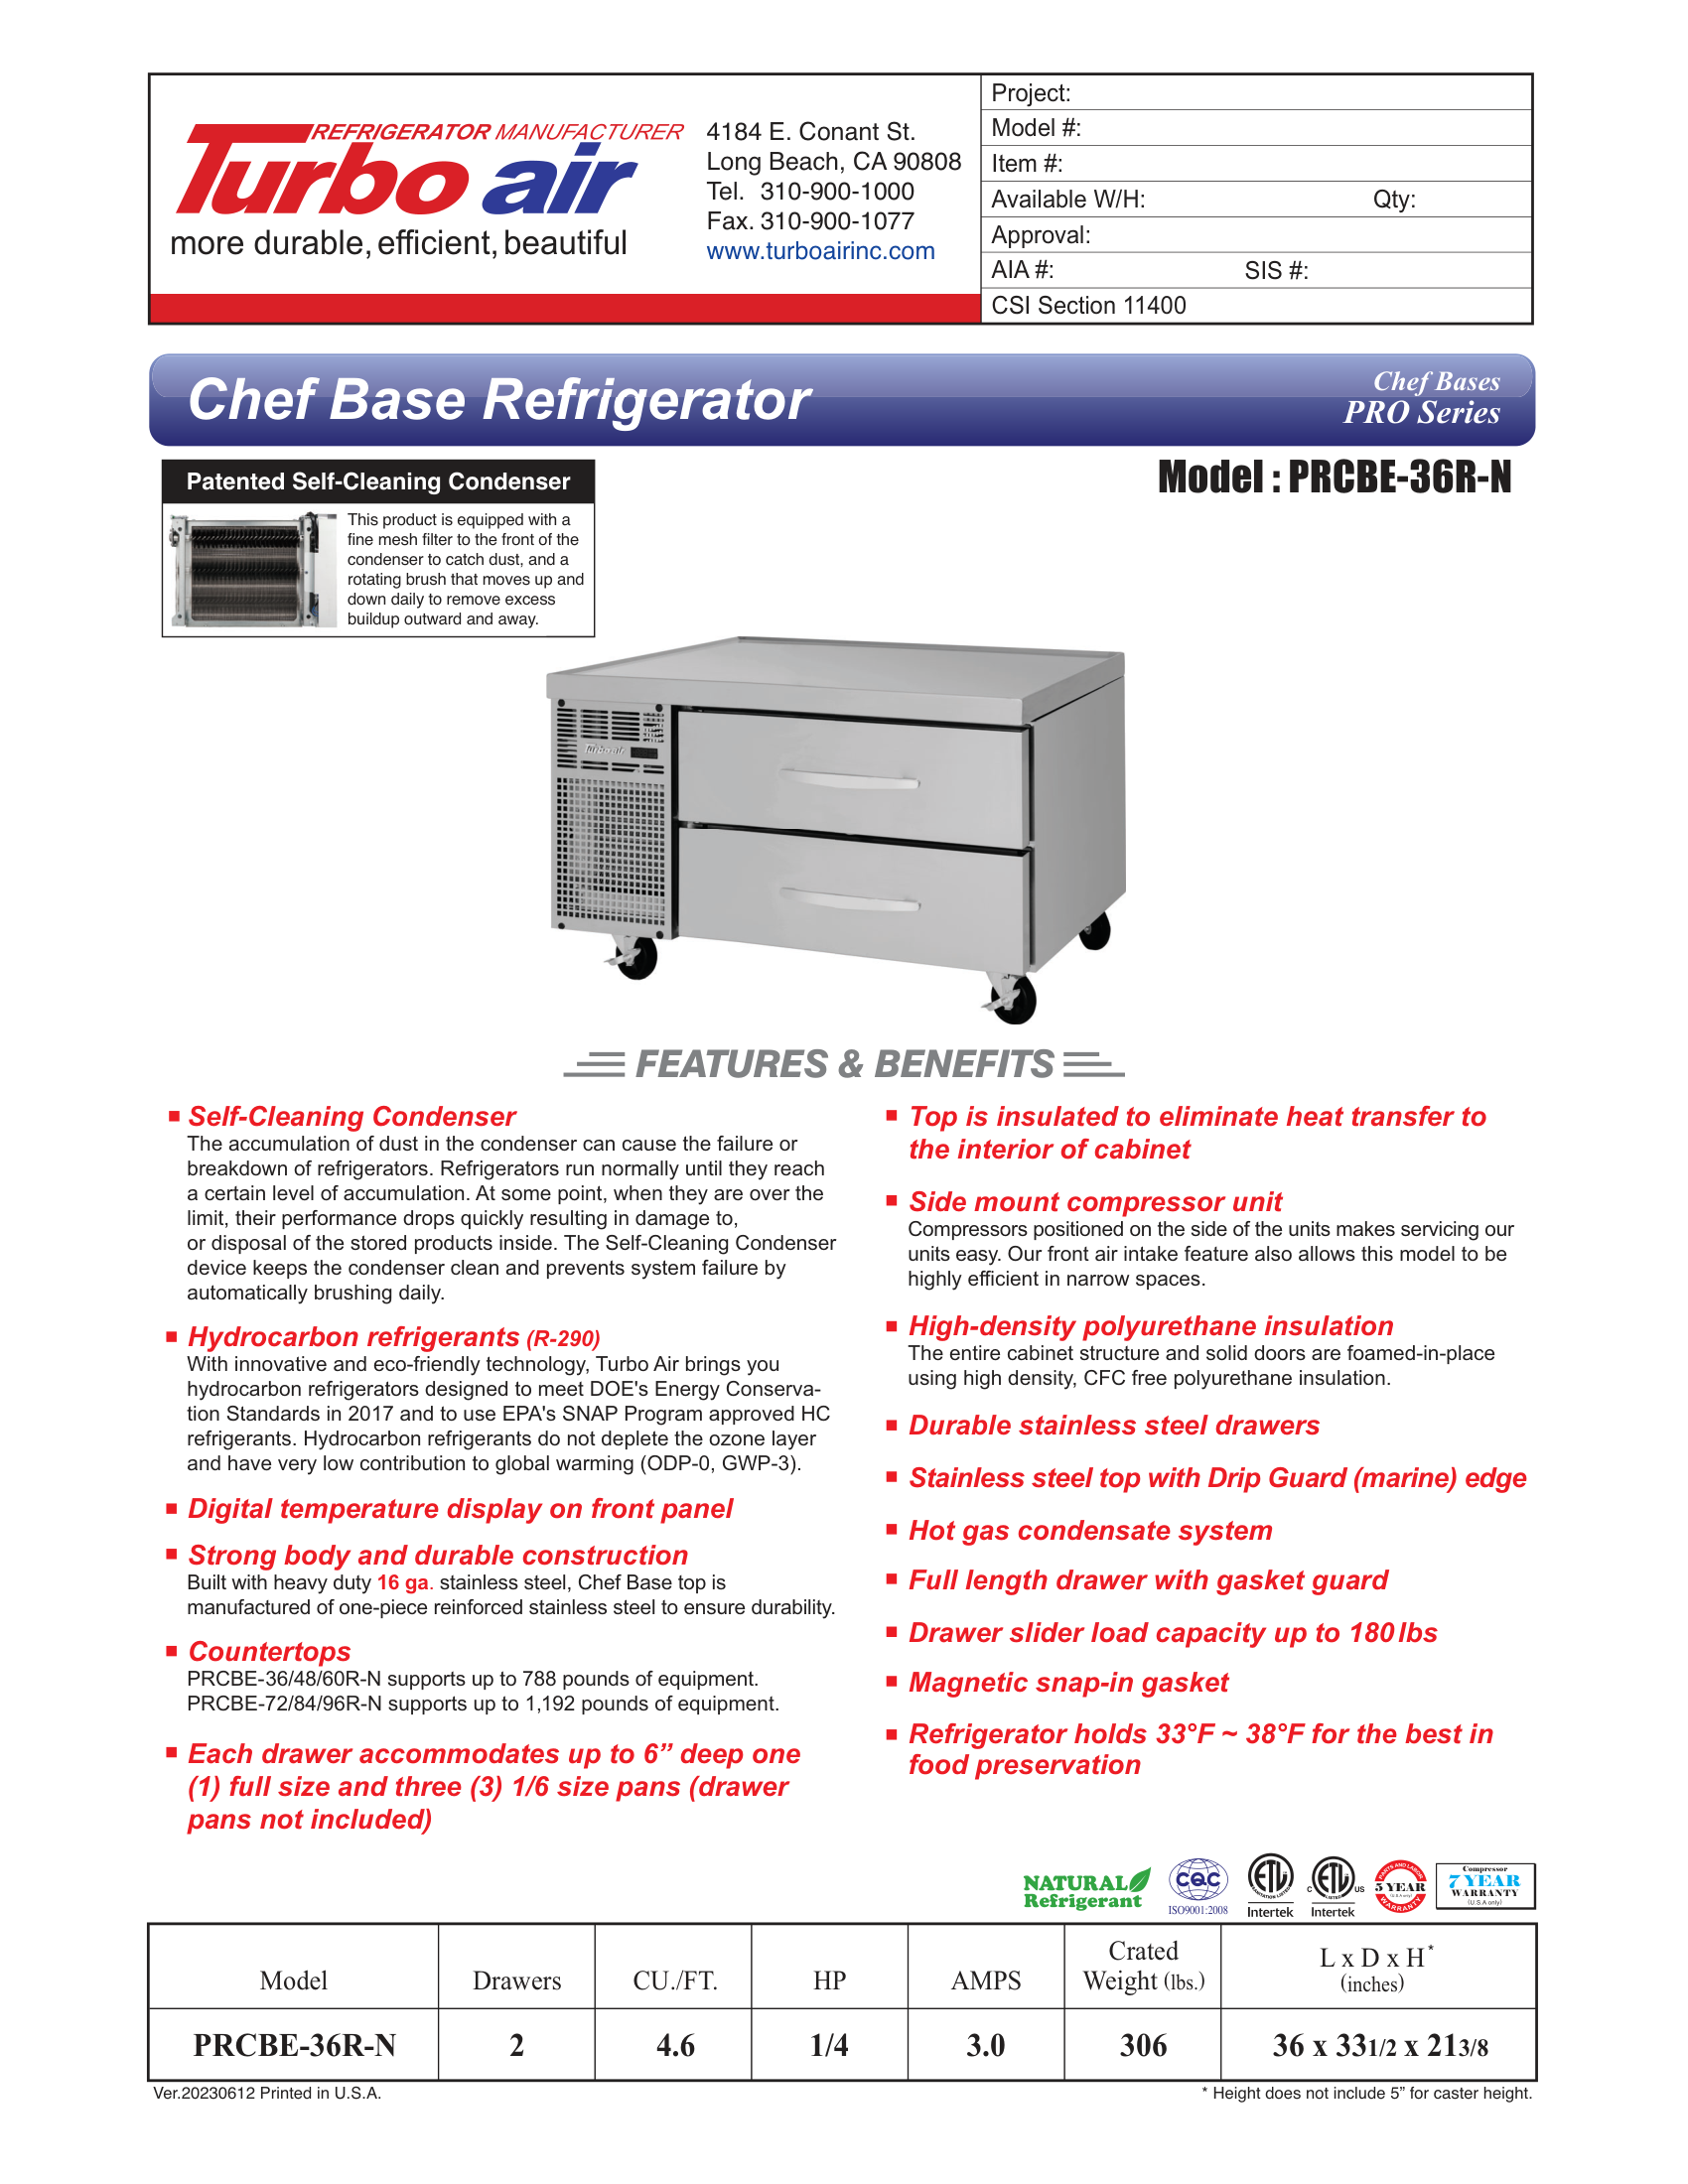 REFRIGERATOR MANUFACTURER
Turbo air
more durable, efficient, beautiful
4184 E. Conant St.
Long Beach, CA 90808
Tel. 310-900-1000
Fax. 310-900-1077
www.turboairinc.com
Project:
Model #:
Item #:
Available W/H: Qty:
Approval:
AIA #: SIS #:
CSI Section 11400
Chef Base Refrigerator
Chef Bases
PRO Series
Patented Self-Cleaning Condenser
This product is equipped with a
fine mesh filter to the front of the
condenser to catch dust, and a
rotating brush that moves up and
down daily to remove excess
buildup outward and away.
Model : PRCBE-36R-N
Turbo air
FEATURES & BENEFITS
Self-Cleaning Condenser
The accumulation of dust in the condenser can cause the failure or
breakdown of refrigerators. Refrigerators run normally until they reach
a certain level of accumulation. At some point, when they are over the
limit, their performance drops quickly resulting in damage to,
or disposal of the stored products inside. The Self-Cleaning Condenser
device keeps the condenser clean and prevents system failure by
automatically brushing daily.
Hydrocarbon refrigerants (R-290)
With innovative and eco-friendly technology, Turbo Air brings you
hydrocarbon refrigerators designed to meet DOE's Energy Conserva-
tion Standards in 2017 and to use EPA's SNAP Program approved HC
refrigerants. Hydrocarbon refrigerants do not deplete the ozone layer
and have very low contribution to global warming (ODP-0, GWP-3).
Digital temperature display on front panel
Strong body and durable construction
Built with heavy duty 16 ga. stainless steel, Chef Base top is
manufactured of one-piece reinforced stainless steel to ensure durability.
Countertops
PRCBE-36/48/60R-N supports up to 788 pounds of equipment.
PRCBE-72/84/96R-N supports up to 1,192 pounds of equipment.
Each drawer accommodates up to 6” deep one
(1) full size and three (3) 1/6 size pans (drawer
pans not included)
Top is insulated to eliminate heat transfer to
the interior of cabinet
Side mount compressor unit
Compressors positioned on the side of the units makes servicing our
units easy. Our front air intake feature also allows this model to be
highly efficient in narrow spaces.
High-density polyurethane insulation
The entire cabinet structure and solid doors are foamed-in-place
using high density, CFC free polyurethane insulation.
Durable stainless steel drawers
Stainless steel top with Drip Guard (marine) edge
Hot gas condensate system
Full length drawer with gasket guard
Drawer slider load capacity up to 180 lbs
Magnetic snap-in gasket
Refrigerator holds 33°F ~ 38°F for the best in
food preservation
NATURAL
Refrigerant
CQC
ISO9001:2008
ETL
SANITATION LISTED
Intertek
C ETL US
LISTED
Intertek
PARTS AND LABOR
5 YEAR
(U.S.A only)
WARRANTY
Compressor
7 YEAR
WARRANTY
(U.S.A only)
Model Drawers CU./FT. HP AMPS Crated Weight (lbs.) L x D x H* (inches)
PRCBE-36R-N 2 4.6 1/4 3.0 306 36 x 33 1/2 x 21 3/8
Ver.20230612 Printed in U.S.A.
* Height does not include 5” for caster height.